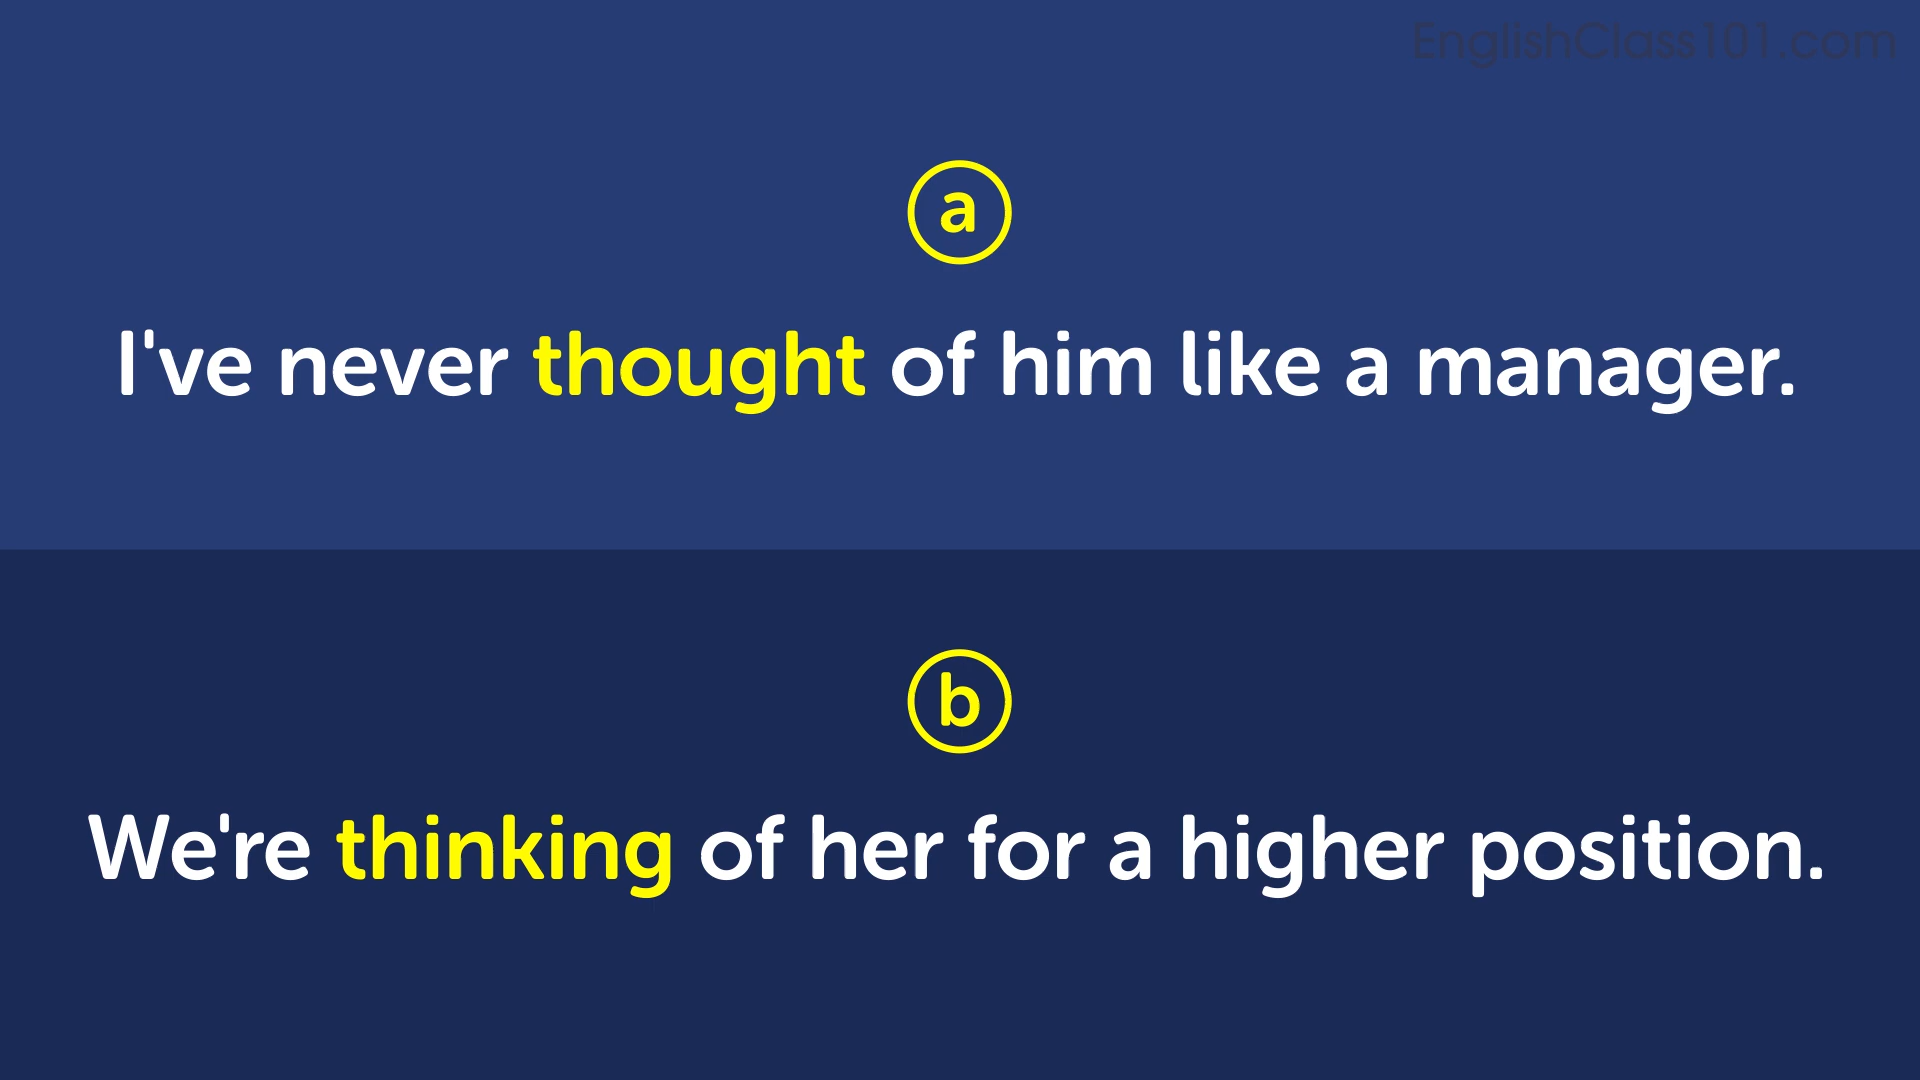 EnglishClass101.com
a
I've never thought of him like a manager.
b
We're thinking of her for a higher position.